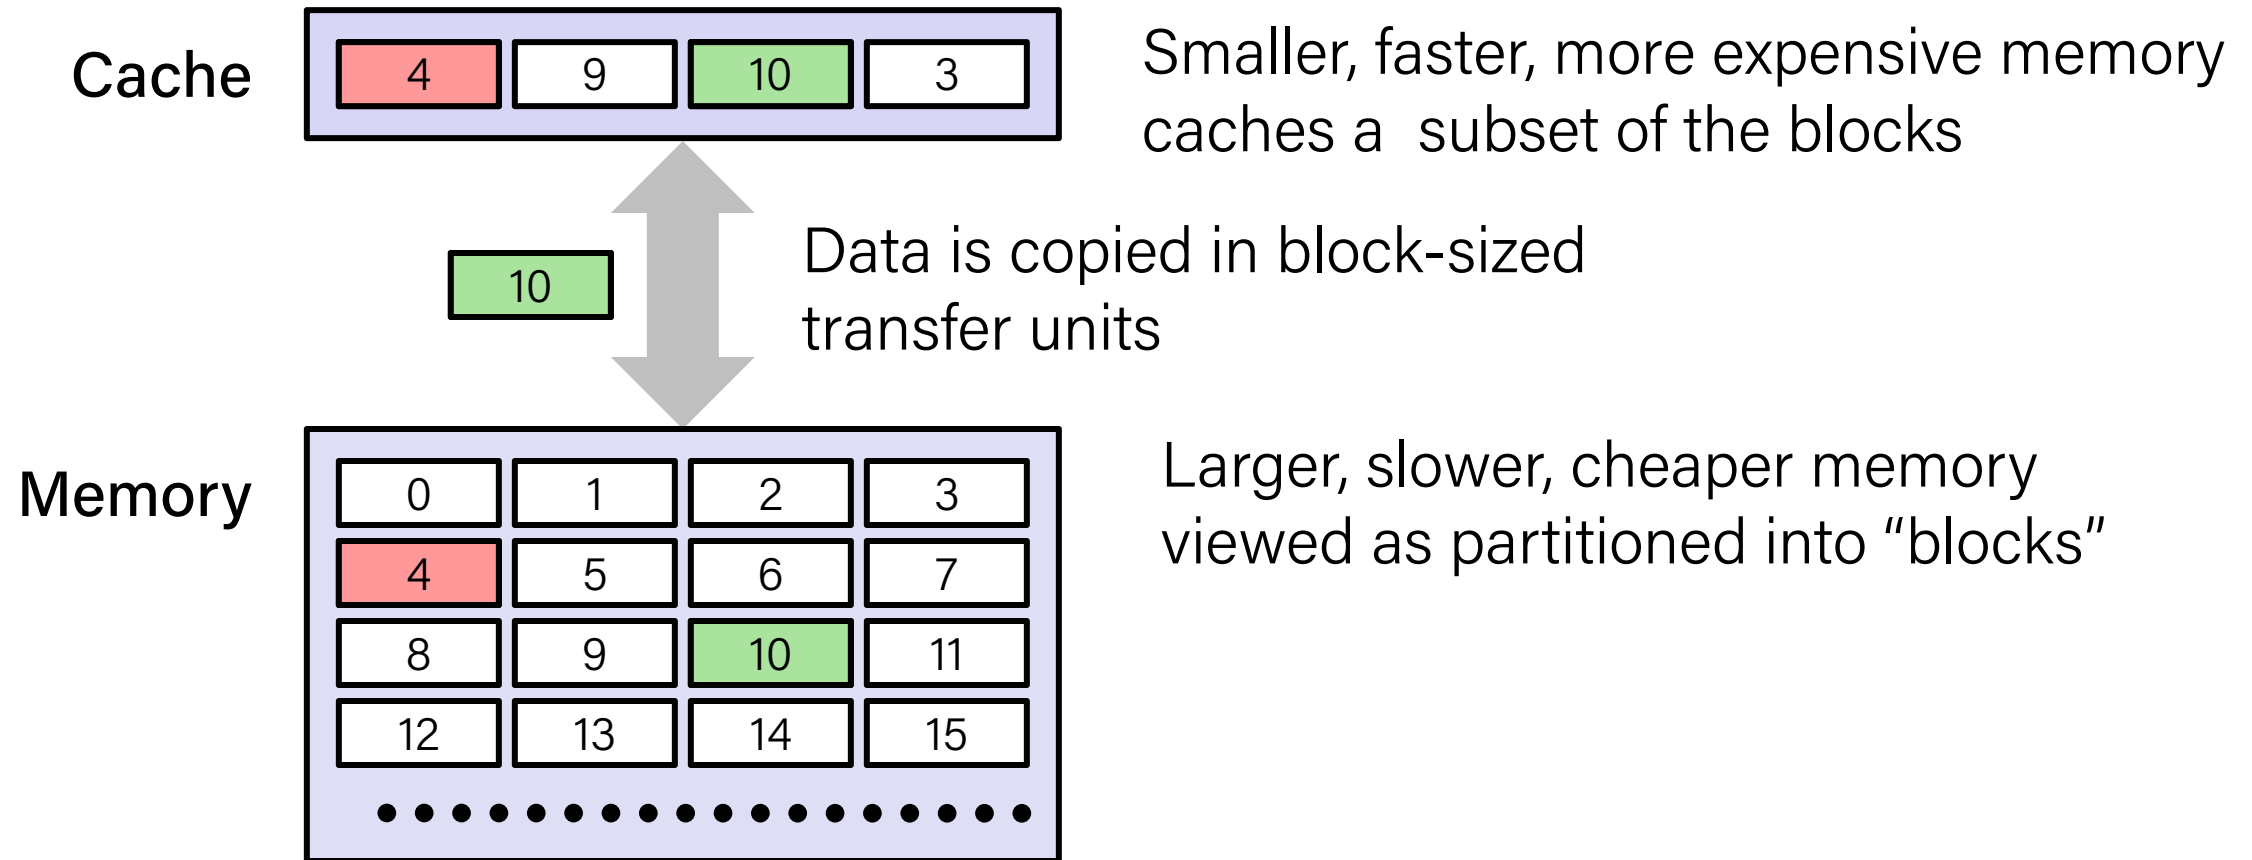 Cache
4 9 10 3
Smaller, faster, more expensive memory
caches a  subset of the blocks
10
Data is copied in block-sized
transfer units
Memory
0 1 2 3
4 5 6 7
8 9 10 11
12 13 14 15
Larger, slower, cheaper memory
viewed as partitioned into “blocks”